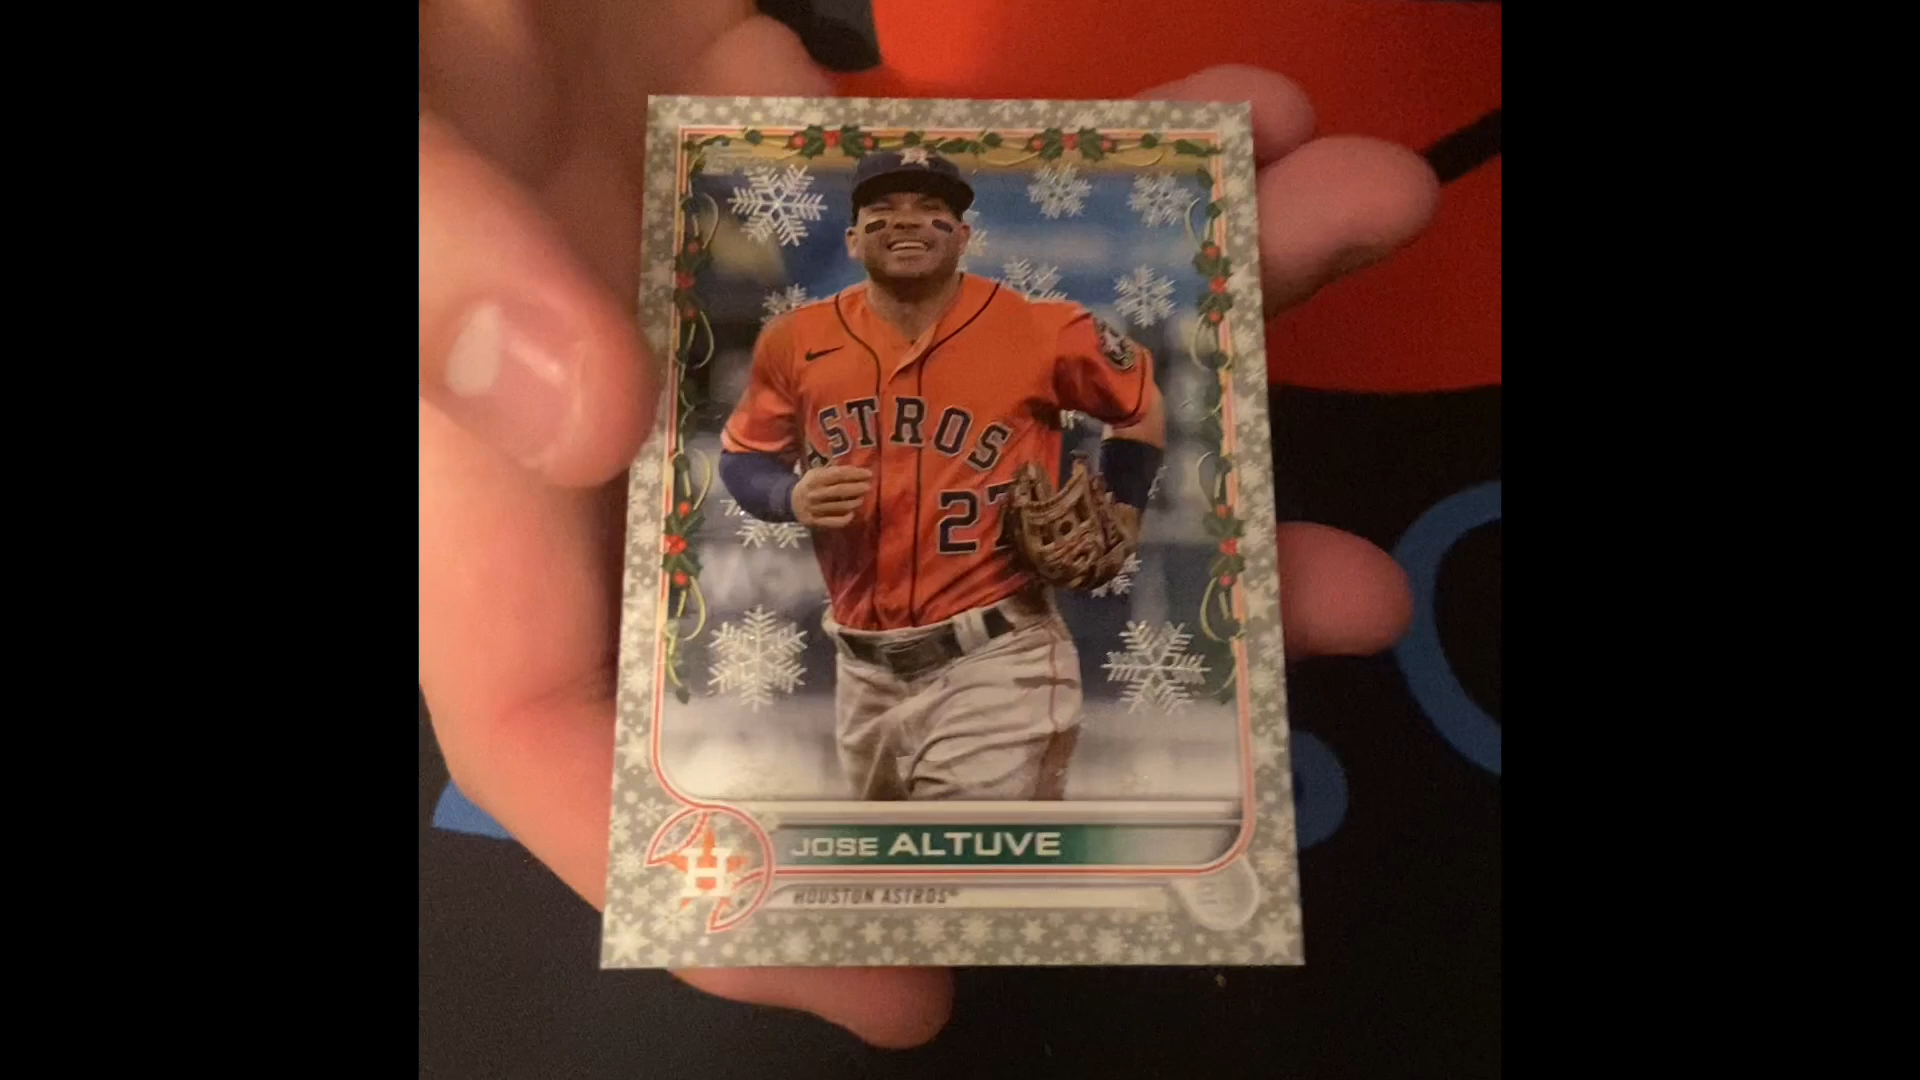 ASTROS
27
JOSE ALTUVE
H
HOUSTON ASTROS